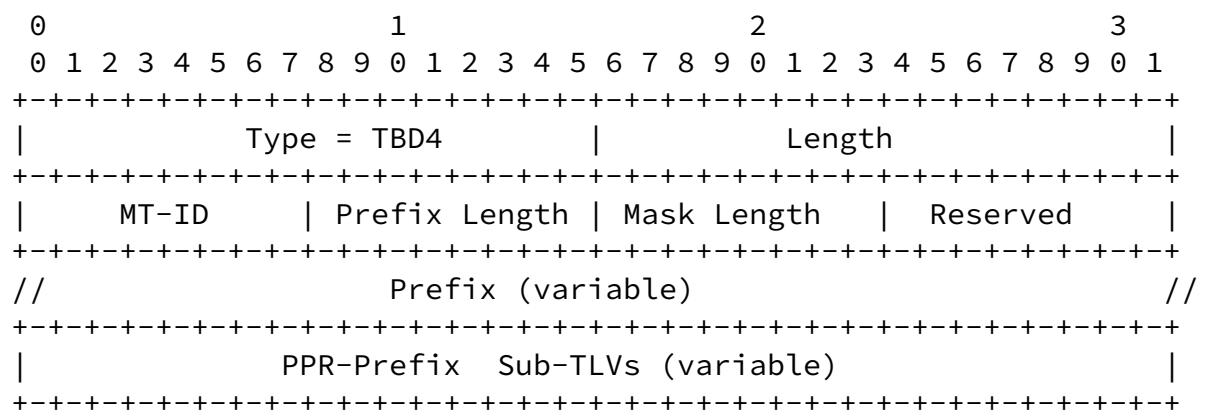 0                   1                   2                   3
 0 1 2 3 4 5 6 7 8 9 0 1 2 3 4 5 6 7 8 9 0 1 2 3 4 5 6 7 8 9 0 1
+-+-+-+-+-+-+-+-+-+-+-+-+-+-+-+-+-+-+-+-+-+-+-+-+-+-+-+-+-+-+-+-+
|            Type = TBD4        |          Length               |
+-+-+-+-+-+-+-+-+-+-+-+-+-+-+-+-+-+-+-+-+-+-+-+-+-+-+-+-+-+-+-+-+
|     MT-ID     | Prefix Length | Mask Length   |  Reserved     |
+-+-+-+-+-+-+-+-+-+-+-+-+-+-+-+-+-+-+-+-+-+-+-+-+-+-+-+-+-+-+-+-+
//                   Prefix (variable)                          //
+-+-+-+-+-+-+-+-+-+-+-+-+-+-+-+-+-+-+-+-+-+-+-+-+-+-+-+-+-+-+-+-+
|              PPR-Prefix  Sub-TLVs (variable)                  |
+-+-+-+-+-+-+-+-+-+-+-+-+-+-+-+-+-+-+-+-+-+-+-+-+-+-+-+-+-+-+-+-+